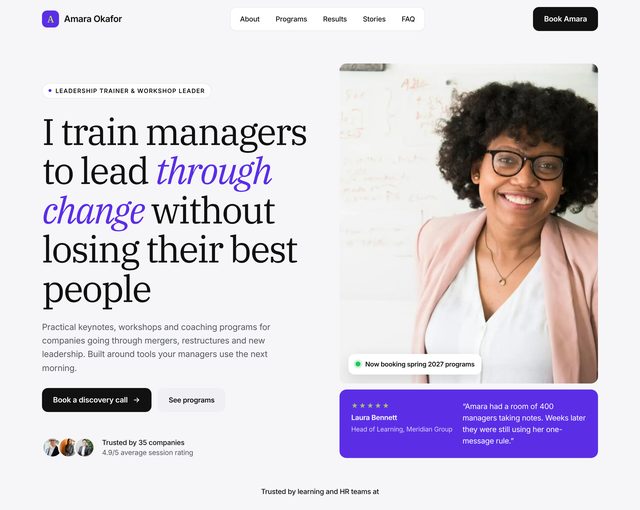 A Amara Okafor
About Programs Results Stories FAQ
Book Amara
LEADERSHIP TRAINER & WORKSHOP LEADER
I train managers
to lead through
change without
losing their best
people
Practical keynotes, workshops and coaching programs for
companies going through mergers, restructures and new
leadership. Built around tools your managers use the next
morning.
Book a discovery call →
See programs
Trusted by 35 companies
4.9/5 average session rating
Now booking spring 2027 programs
★★★★★
Laura Bennett
Head of Learning, Meridian Group
"Amara had a room of 400
managers taking notes. Weeks later
they were still using her one-
message rule."
Trusted by learning and HR teams at